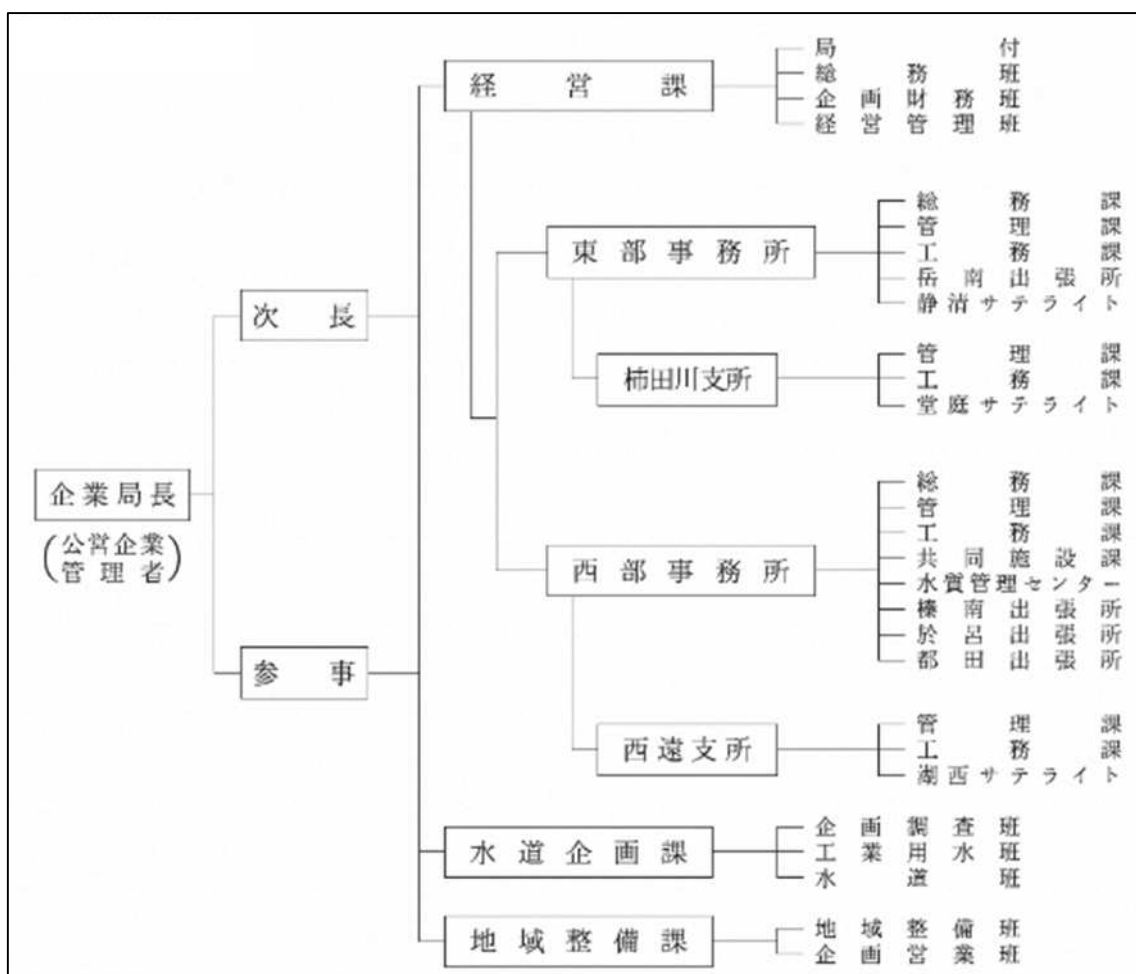 企業局長
(公営企業
管理者)
次長
参事
経営課
局付
総務班
企画財務班
経営管理班
東部事務所
総務課
管理課
工務課
岳南出張所
静清サテライト
柿田川支所
管理課
工務課
堂庭サテライト
西部事務所
総務課
管理課
工務課
共同施設課
水質管理センター
榛南出張所
於呂出張所
都田出張所
西遠支所
管理課
工務課
湖西サテライト
水道企画課
企画調査班
工業用水班
水道班
地域整備課
地域整備班
企画営業班